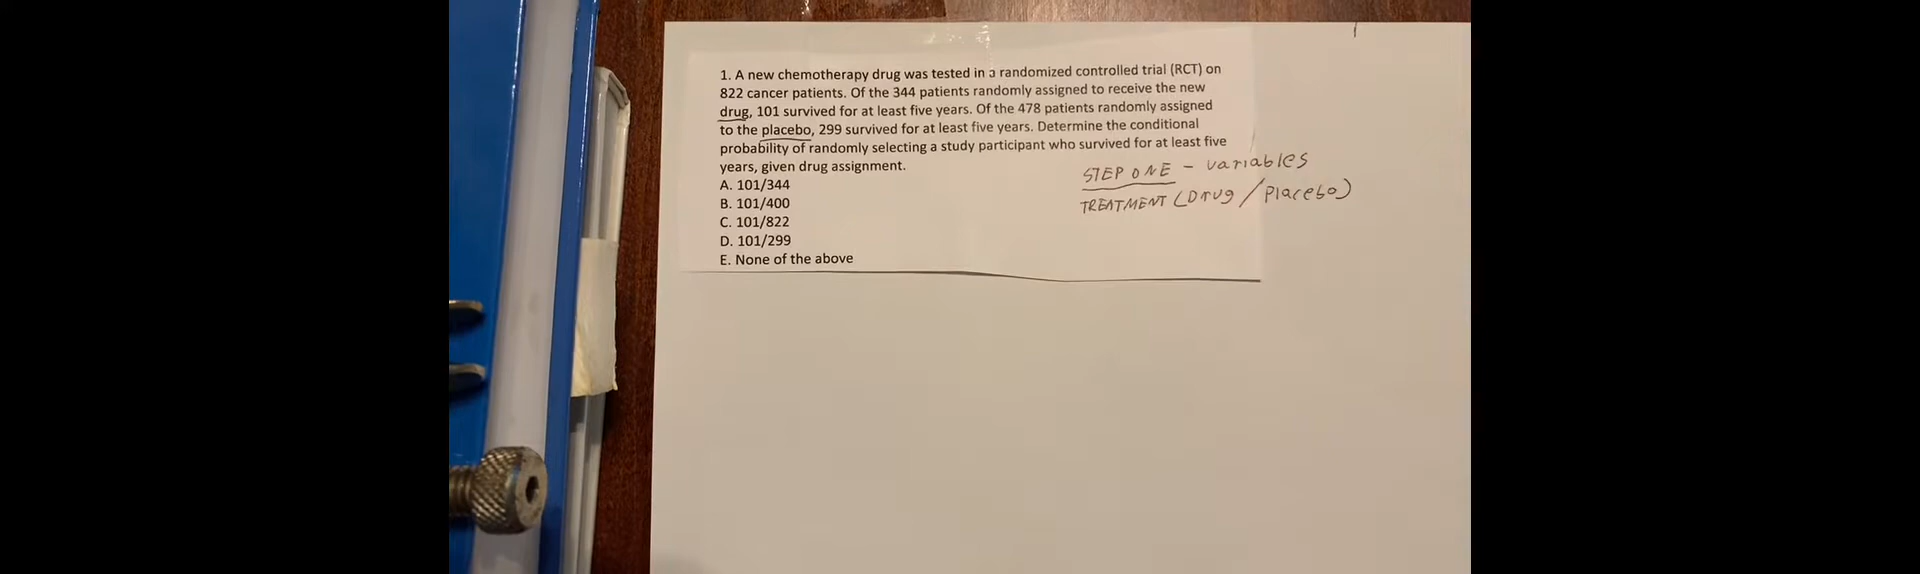 1. A new chemotherapy drug was tested in a randomized controlled trial (RCT) on
822 cancer patients. Of the 344 patients randomly assigned to receive the new
drug, 101 survived for at least five years. Of the 478 patients randomly assigned
to the placebo, 299 survived for at least five years. Determine the conditional
probability of randomly selecting a study participant who survived for at least five
years, given drug assignment.
A. 101/344
B. 101/400
C. 101/822
D. 101/299
E. None of the above
STEP ONE - variables
TREATMENT (Drug/Placebo)